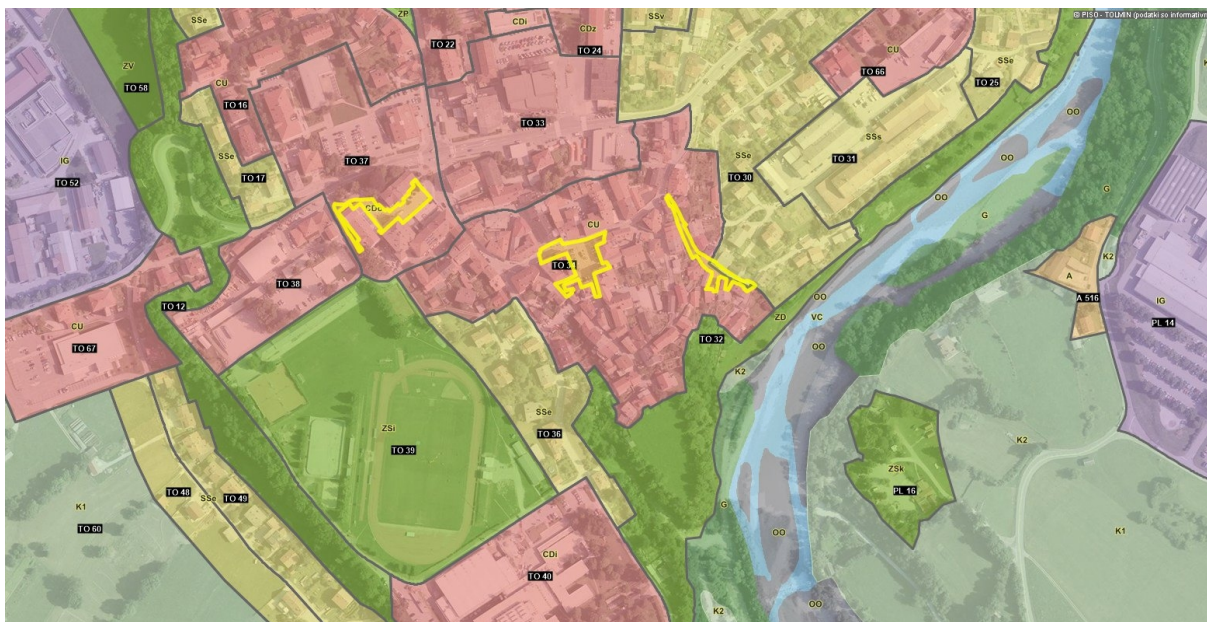 © PISO - TOLMIN (podatki so informativn
SSe
ZP
CDi
SSv
TO 22
CDz
TO 24
CU
TO 66
SSe
TO 25
ZV
TO 58
CU
TO 16
TO 33
OO
IG
TO 52
SSe
TO 17
TO 37
SSe
TO 30
SSs
TO 31
OO
OO
G
G
CU
K2
A
A 516
IG
PL 14
TO 38
TO 12
CU
TO 67
OO
ZD
VC
OO
TO 32
K2
ZSi
TO 39
SSe
TO 36
K2
ZSk
PL 16
TO 48
SSe
TO 49
K1
TO 60
G
OO
K1
CDi
TO 40
K2
OO